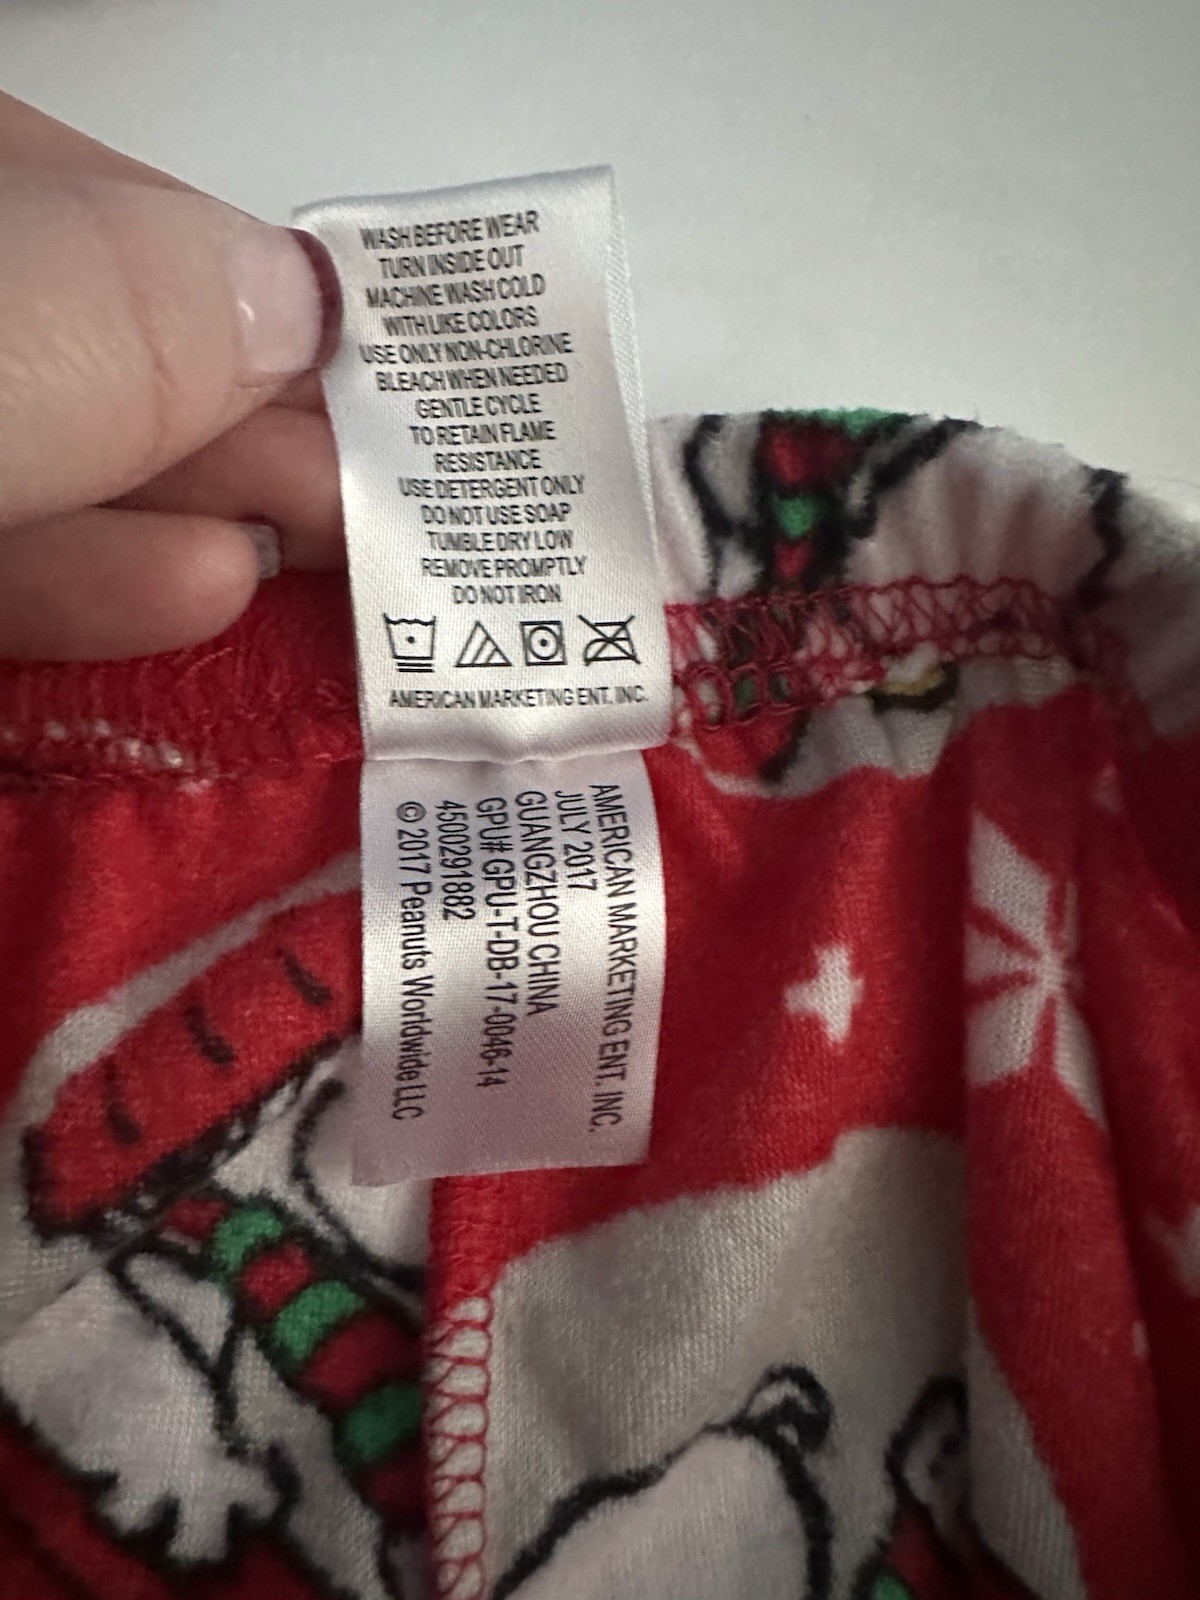 WASH BEFORE WEAR
TURN INSIDE OUT
MACHINE WASH COLD
WITH LIKE COLORS
USE ONLY NON-CHLORINE
BLEACH WHEN NEEDED
GENTLE CYCLE
TO RETAIN FLAME
RESISTANCE
USE DETERGENT ONLY
DO NOT USE SOAP
TUMBLE DRY LOW
REMOVE PROMPTLY
DO NOT IRON
AMERICAN MARKETING ENT. INC.
AMERICAN MARKETING ENT. INC.
JULY 2017
GUANGZHOU CHINA
GPU# GPU-T-DB-17-0046-14
4500291882
© 2017 Peanuts Worldwide LLC